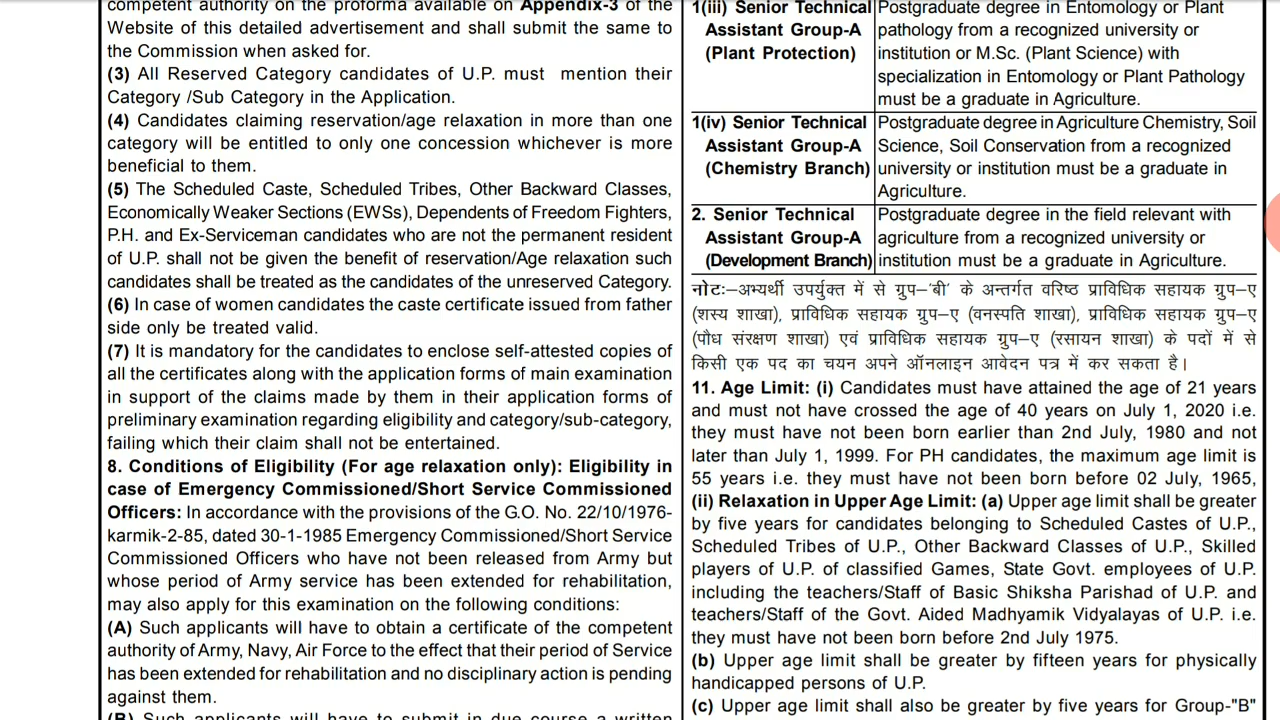 competent authority on the proforma available on Appendix-3 of the
Website of this detailed advertisement and shall submit the same to
the Commission when asked for.
(3) All Reserved Category candidates of U.P. must mention their
Category /Sub Category in the Application.
(4) Candidates claiming reservation/age relaxation in more than one
category will be entitled to only one concession whichever is more
beneficial to them.
(5) The Scheduled Caste, Scheduled Tribes, Other Backward Classes,
Economically Weaker Sections (EWSs), Dependents of Freedom Fighters,
P.H. and Ex-Serviceman candidates who are not the permanent resident
of U.P. shall not be given the benefit of reservation/Age relaxation such
candidates shall be treated as the candidates of the unreserved Category.
(6) In case of women candidates the caste certificate issued from father
side only be treated valid.
(7) It is mandatory for the candidates to enclose self-attested copies of
all the certificates along with the application forms of main examination
in support of the claims made by them in their application forms of
preliminary examination regarding eligibility and category/sub-category,
failing which their claim shall not be entertained.
8. Conditions of Eligibility (For age relaxation only): Eligibility in
case of Emergency Commissioned/Short Service Commissioned
Officers: In accordance with the provisions of the G.O. No. 22/10/1976-
karmik-2-85, dated 30-1-1985 Emergency Commissioned/Short Service
Commissioned Officers who have not been released from Army but
whose period of Army service has been extended for rehabilitation,
may also apply for this examination on the following conditions:
(A) Such applicants will have to obtain a certificate of the competent
authority of Army, Navy, Air Force to the effect that their period of Service
has been extended for rehabilitation and no disciplinary action is pending
against them.
(B) Such applicants will have to submit in due course a written
1(iii) Senior Technical Postgraduate degree in Entomology or Plant
Assistant Group-A pathology from a recognized university or
(Plant Protection) institution or M.Sc. (Plant Science) with
specialization in Entomology or Plant Pathology
must be a graduate in Agriculture.
1(iv) Senior Technical Postgraduate degree in Agriculture Chemistry, Soil
Assistant Group-A Science, Soil Conservation from a recognized
(Chemistry Branch) university or institution must be a graduate in
Agriculture.
2. Senior Technical Postgraduate degree in the field relevant with
Assistant Group-A agriculture from a recognized university or
(Development Branch) institution must be a graduate in Agriculture.
नोटः–अभ्यर्थी उपर्युक्त में से ग्रुप–'बी' के अन्तर्गत वरिष्ठ प्राविधिक सहायक ग्रुप–ए
(शस्य शाखा), प्राविधिक सहायक ग्रुप–ए (वनस्पति शाखा), प्राविधिक सहायक ग्रुप–ए
(पौध संरक्षण शाखा) एवं प्राविधिक सहायक ग्रुप–ए (रसायन शाखा) के पदों में से
किसी एक पद का चयन अपने ऑनलाइन आवेदन पत्र में कर सकता है।
11. Age Limit: (i) Candidates must have attained the age of 21 years
and must not have crossed the age of 40 years on July 1, 2020 i.e.
they must have not been born earlier than 2nd July, 1980 and not
later than July 1, 1999. For PH candidates, the maximum age limit is
55 years i.e. they must have not been born before 02 July, 1965,
(ii) Relaxation in Upper Age Limit: (a) Upper age limit shall be greater
by five years for candidates belonging to Scheduled Castes of U.P.,
Scheduled Tribes of U.P., Other Backward Classes of U.P., Skilled
players of U.P. of classified Games, State Govt. employees of U.P.
including the teachers/Staff of Basic Shiksha Parishad of U.P. and
teachers/Staff of the Govt. Aided Madhyamik Vidyalayas of U.P. i.e.
they must have not been born before 2nd July 1975.
(b) Upper age limit shall be greater by fifteen years for physically
handicapped persons of U.P.
(c) Upper age limit shall also be greater by five years for Group-"B"